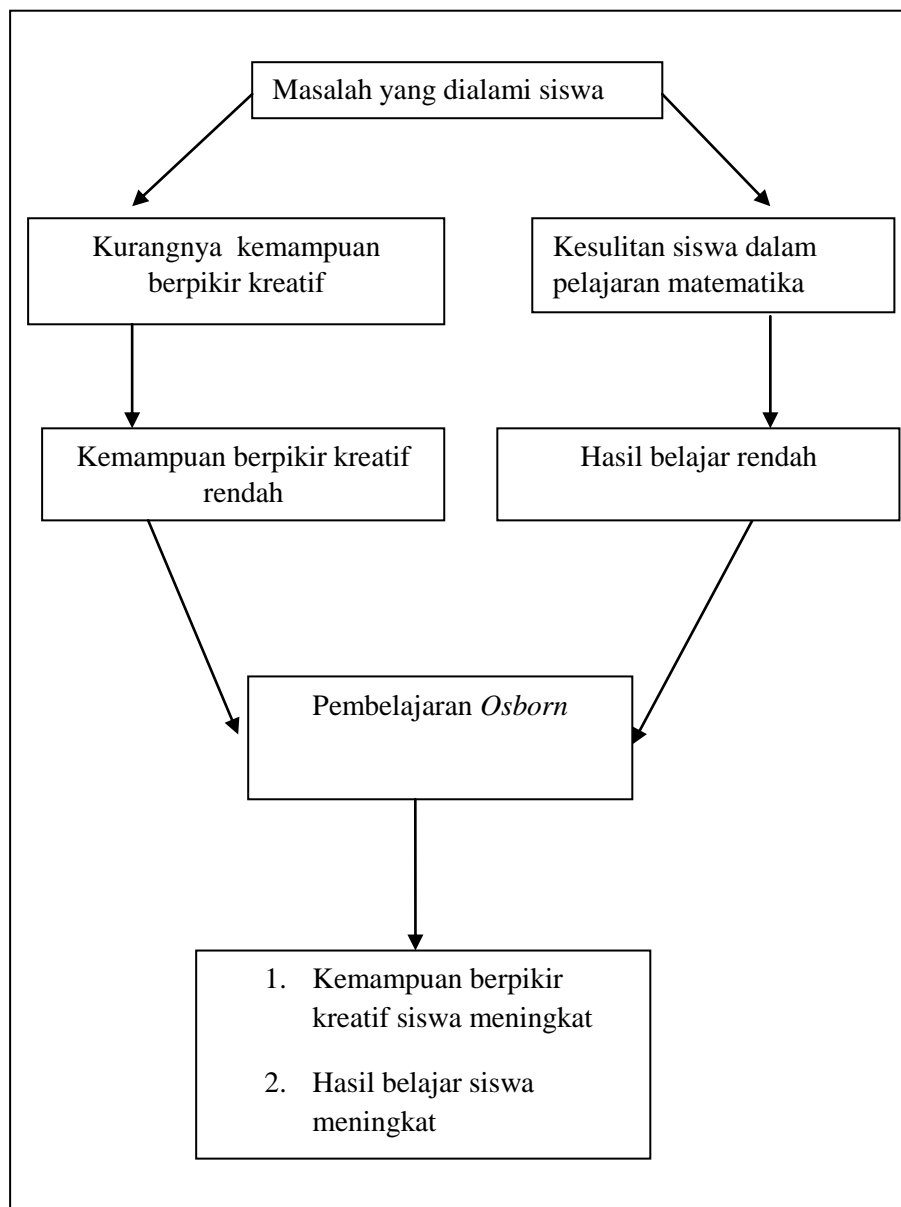 Masalah yang dialami siswa
Kurangnya kemampuan
berpikir kreatif
Kesulitan siswa dalam
pelajaran matematika
Kemampuan berpikir kreatif
rendah
Hasil belajar rendah
Pembelajaran Osborn
1. Kemampuan berpikir
kreatif siswa meningkat
2. Hasil belajar siswa
meningkat